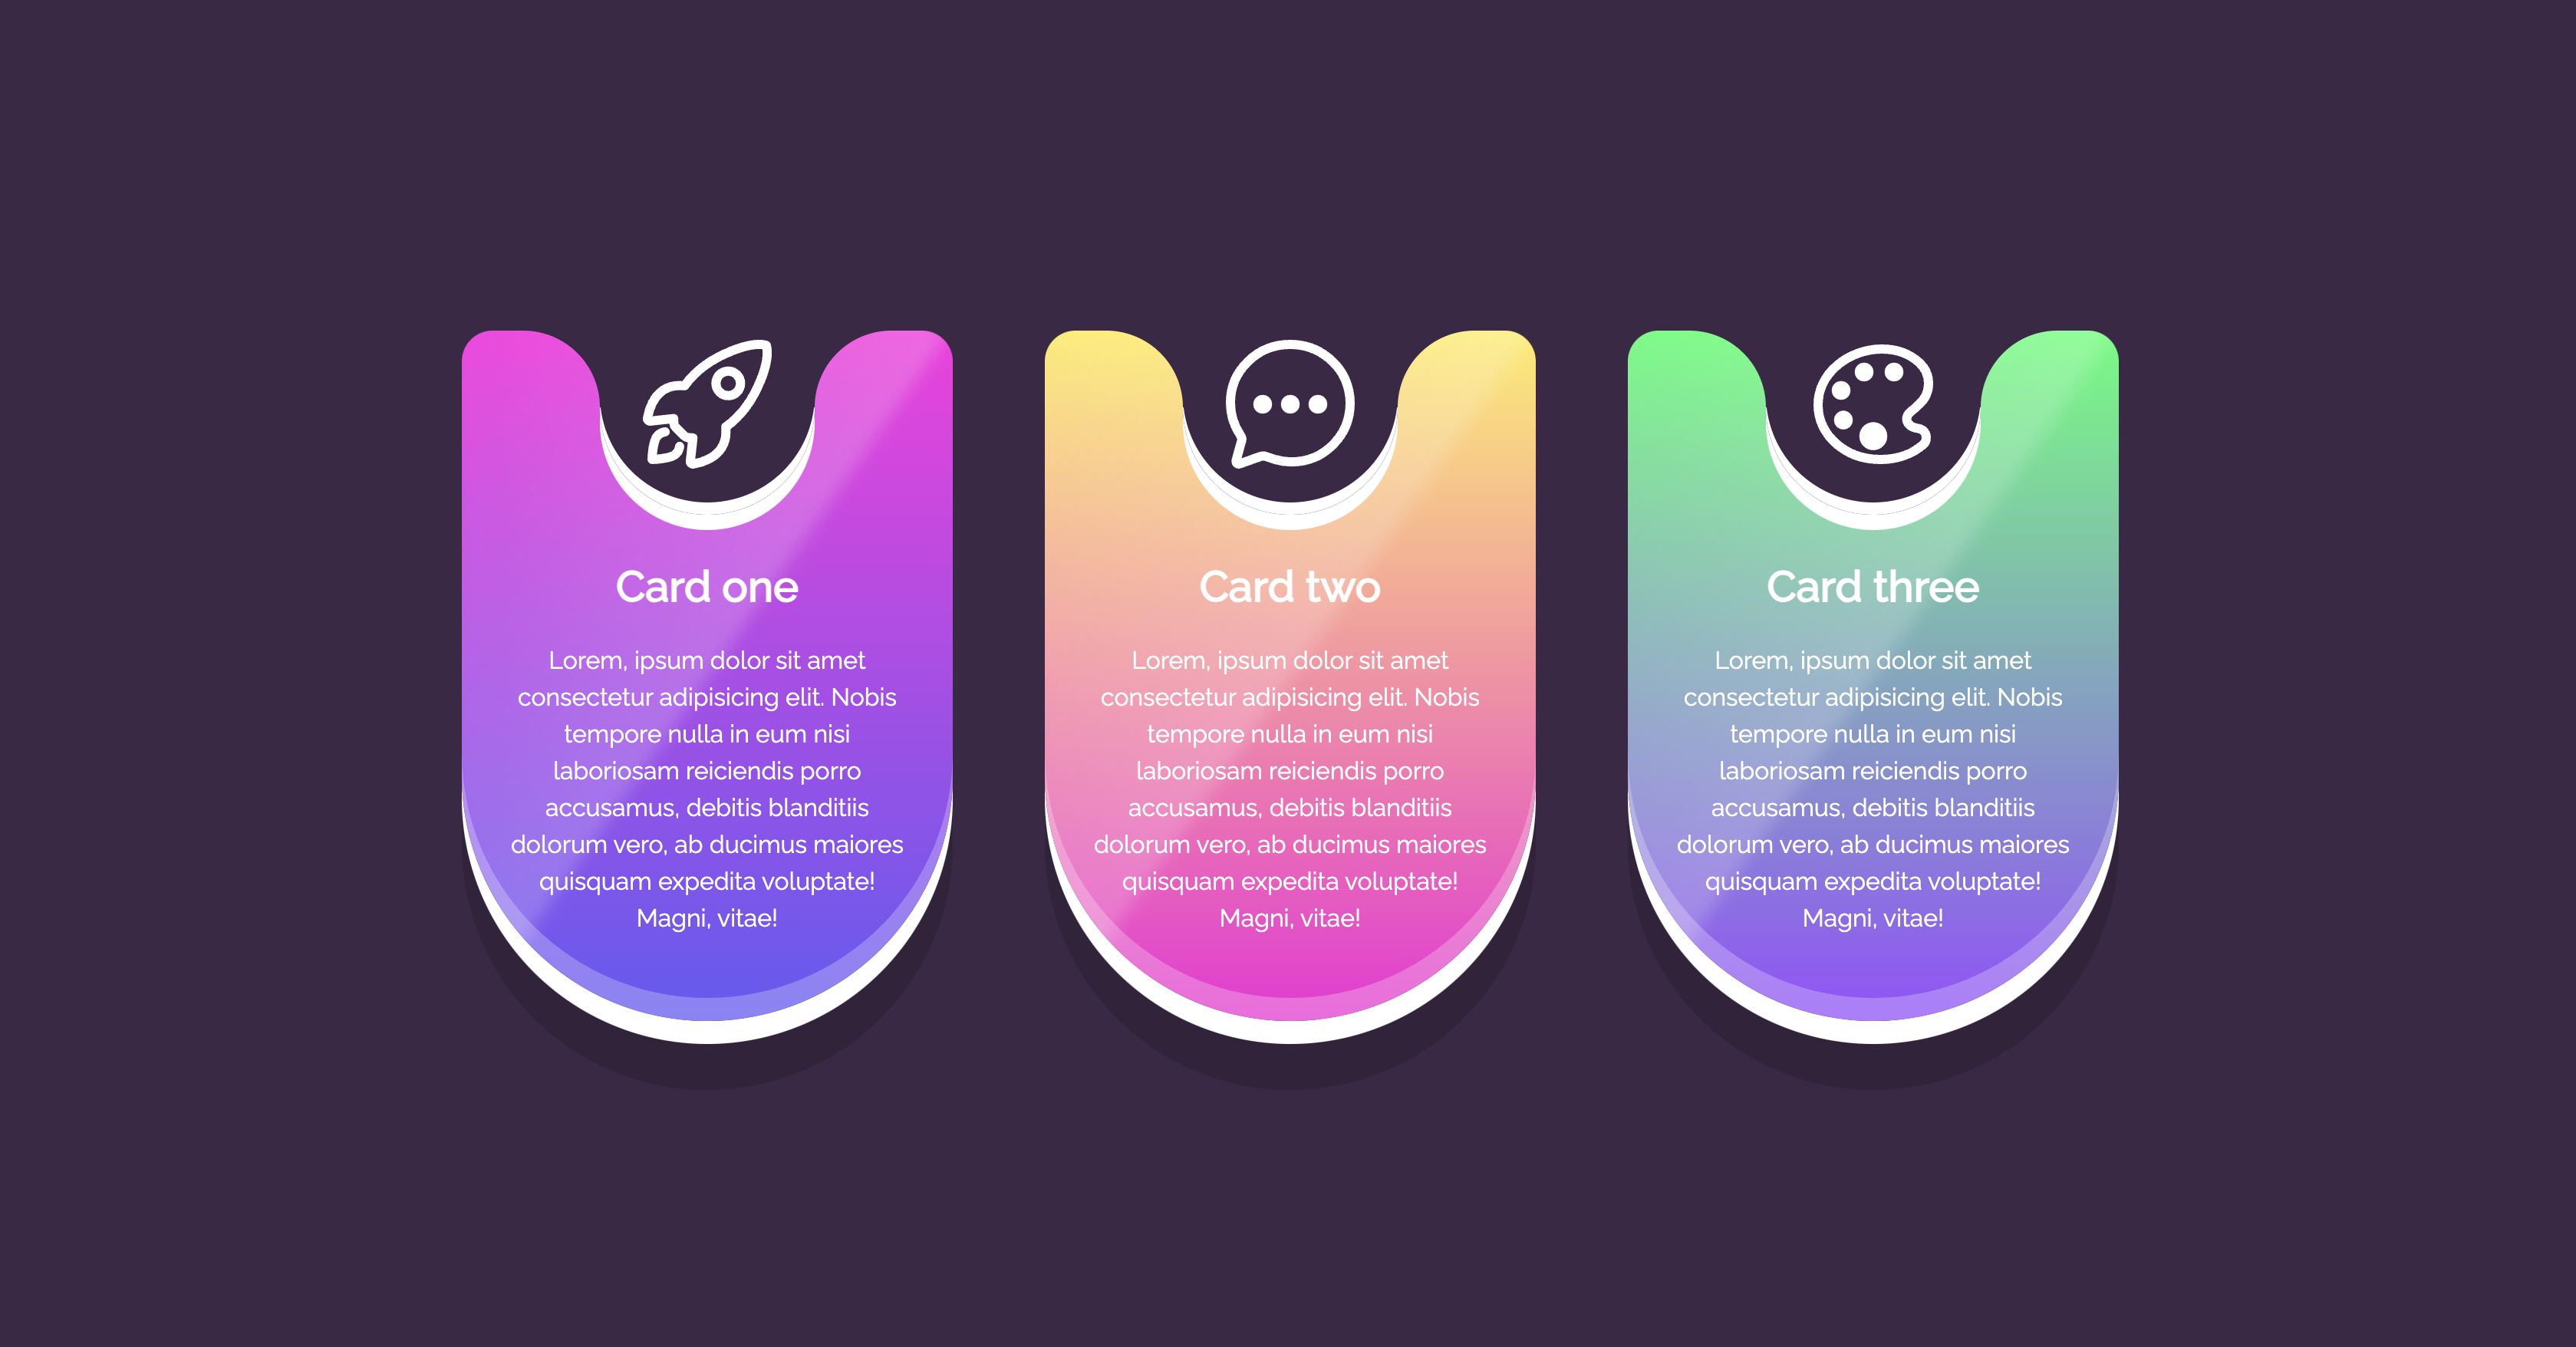 Card one
Lorem, ipsum dolor sit amet
consectetur adipisicing elit. Nobis
tempore nulla in eum nisi
laboriosam reiciendis porro
accusamus, debitis blanditiis
dolorum vero, ab ducimus maiores
quisquam expedita voluptate!
Magni, vitae!
Card two
Lorem, ipsum dolor sit amet
consectetur adipisicing elit. Nobis
tempore nulla in eum nisi
laboriosam reiciendis porro
accusamus, debitis blanditiis
dolorum vero, ab ducimus maiores
quisquam expedita voluptate!
Magni, vitae!
Card three
Lorem, ipsum dolor sit amet
consectetur adipisicing elit. Nobis
tempore nulla in eum nisi
laboriosam reiciendis porro
accusamus, debitis blanditiis
dolorum vero, ab ducimus maiores
quisquam expedita voluptate!
Magni, vitae!